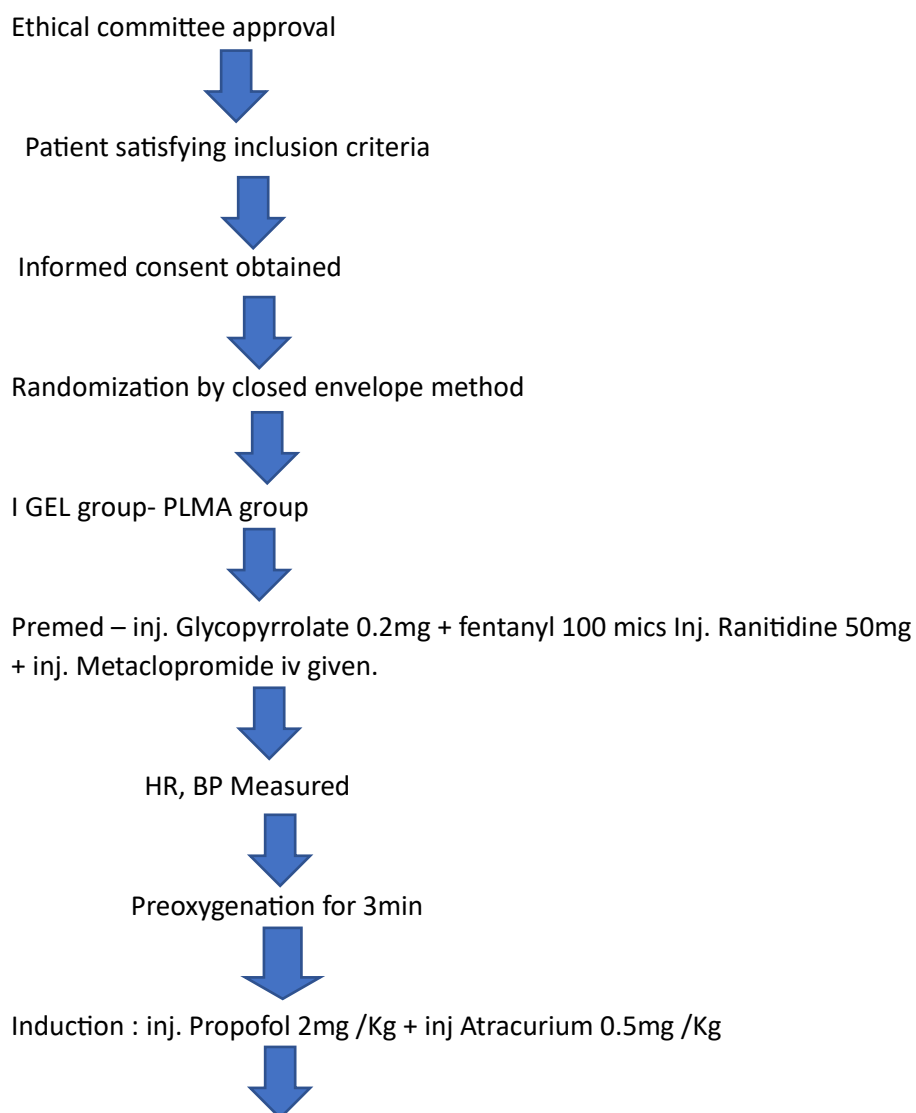 Ethical committee approval
Patient satisfying inclusion criteria
Informed consent obtained
Randomization by closed envelope method
I GEL group- PLMA group
Premed – inj. Glycopyrrolate 0.2mg + fentanyl 100 mics Inj. Ranitidine 50mg
+ inj. Metaclopromide iv given.
HR, BP Measured
Preoxygenation for 3min
Induction : inj. Propofol 2mg /Kg + inj Atracurium 0.5mg /Kg